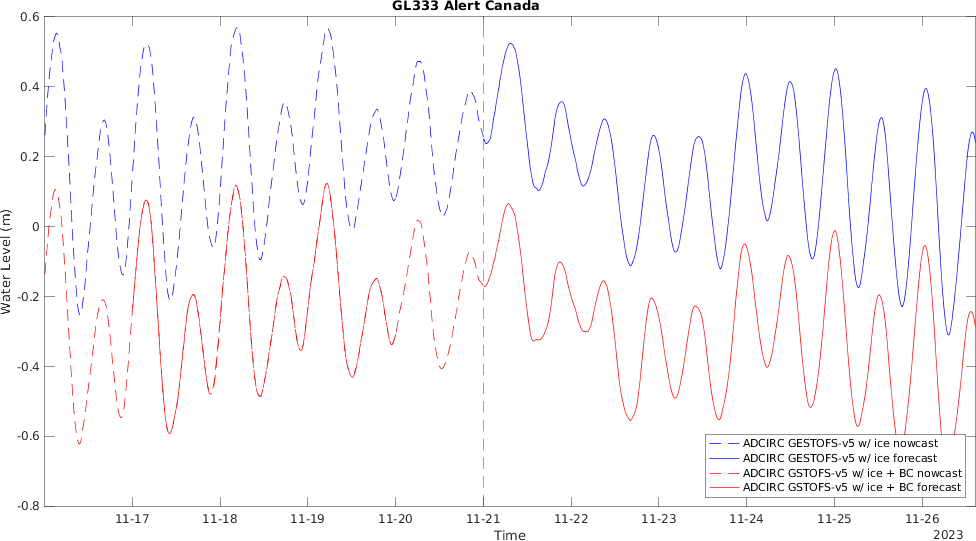 GL333 Alert Canada
0.6
0.4
0.2
0
-0.2
-0.4
-0.6
-0.8
Water Level (m)
ADCIRC GESTOFS-v5 w/ ice nowcast
ADCIRC GESTOFS-v5 w/ ice forecast
ADCIRC GSTOFS-v5 w/ ice + BC nowcast
ADCIRC GSTOFS-v5 w/ ice + BC forecast
11-17 11-18 11-19 11-20 11-21 11-22 11-23 11-24 11-25 11-26
Time
2023